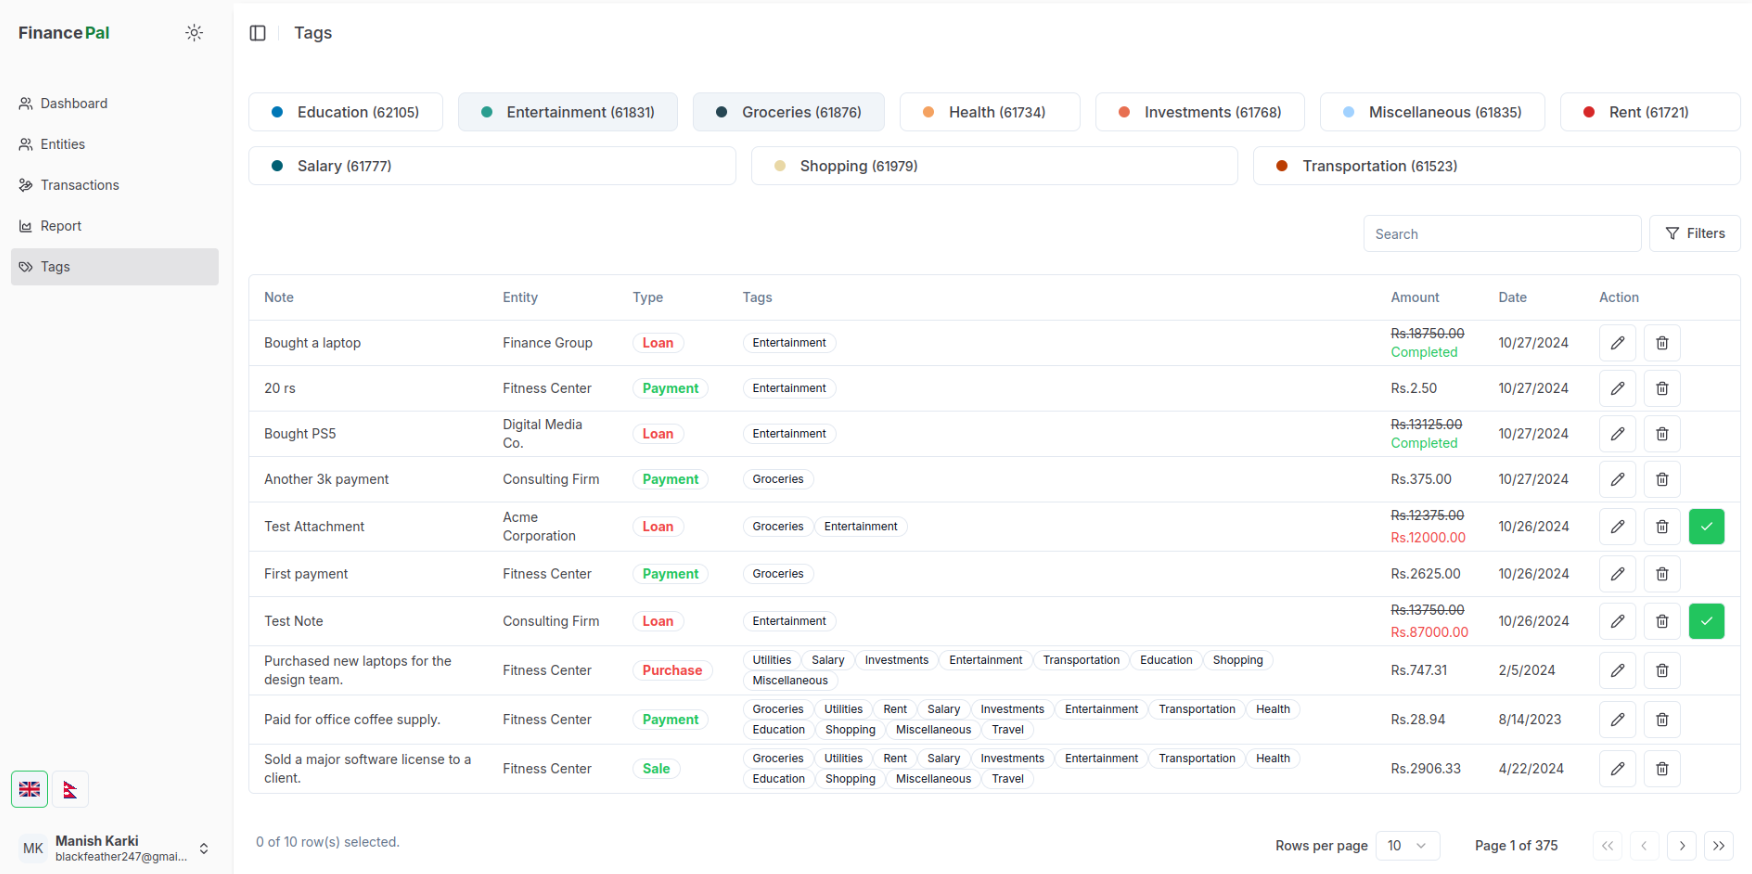 FinancePal
Tags
Dashboard
Entities
Transactions
Report
Tags
Education (62105)
Entertainment (61831)
Groceries (61876)
Health (61734)
Investments (61768)
Miscellaneous (61835)
Rent (61721)
Salary (61777)
Shopping (61979)
Transportation (61523)
Search
Filters
Note Entity Type Tags Amount Date Action
Bought a laptop Finance Group Loan Entertainment Rs.18750.00 10/27/2024
Completed
20 rs Fitness Center Payment Entertainment Rs.2.50 10/27/2024
Bought PS5 Digital Media Loan Entertainment Rs.13125.00 10/27/2024
Co. Completed
Another 3k payment Consulting Firm Payment Groceries Rs.375.00 10/27/2024
Test Attachment Acme Loan Groceries Entertainment Rs.12375.00 10/26/2024
Corporation Rs.12000.00
First payment Fitness Center Payment Groceries Rs.2625.00 10/26/2024
Test Note Consulting Firm Loan Entertainment Rs.13750.00 10/26/2024
Rs.87000.00
Purchased new laptops for the Fitness Center Purchase Utilities Salary Investments Entertainment Transportation Education Shopping Rs.747.31 2/5/2024
design team. Miscellaneous
Paid for office coffee supply. Fitness Center Payment Groceries Utilities Rent Salary Investments Entertainment Transportation Health Rs.28.94 8/14/2023
Education Shopping Miscellaneous Travel
Sold a major software license to a Fitness Center Sale Groceries Utilities Rent Salary Investments Entertainment Transportation Health Rs.2906.33 4/22/2024
client. Education Shopping Miscellaneous Travel
0 of 10 row(s) selected.
Rows per page 10 Page 1 of 375
MK Manish Karki
blackfeather247@gmai...